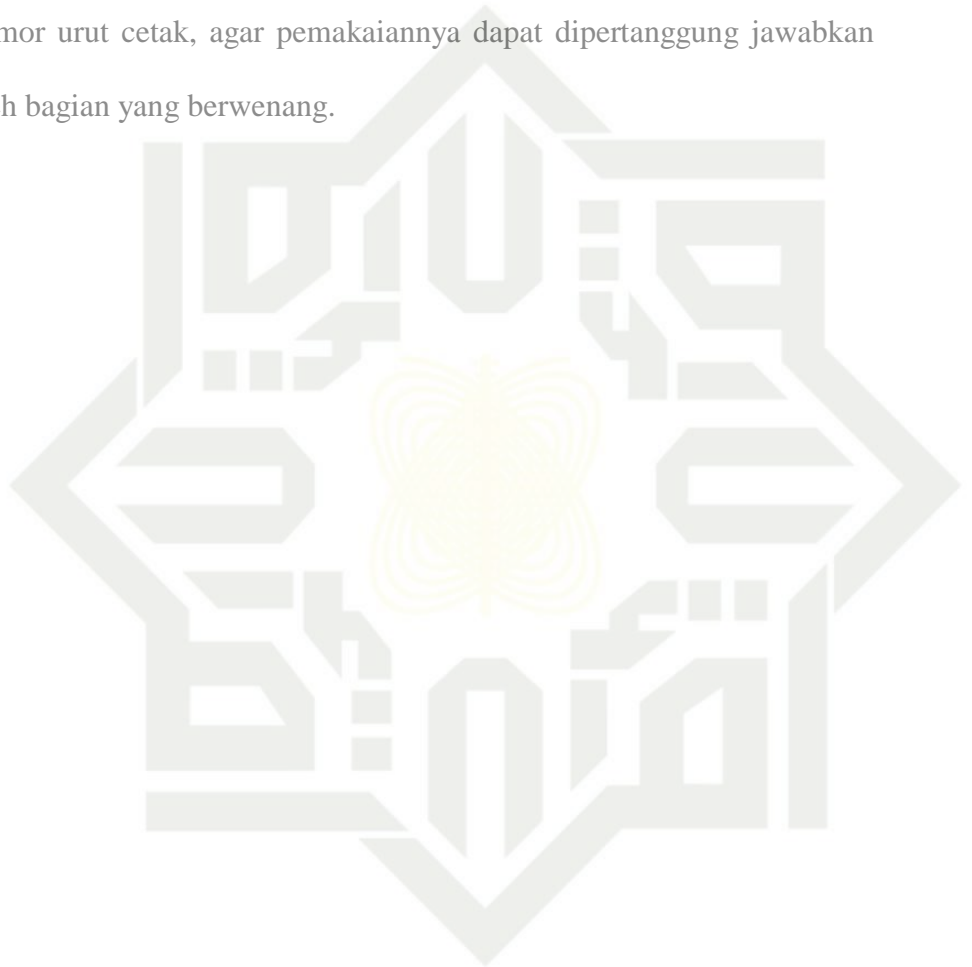 mor urut cetak, agar pemakaiannya dapat dipertanggung jawabkan
h bagian yang berwenang.